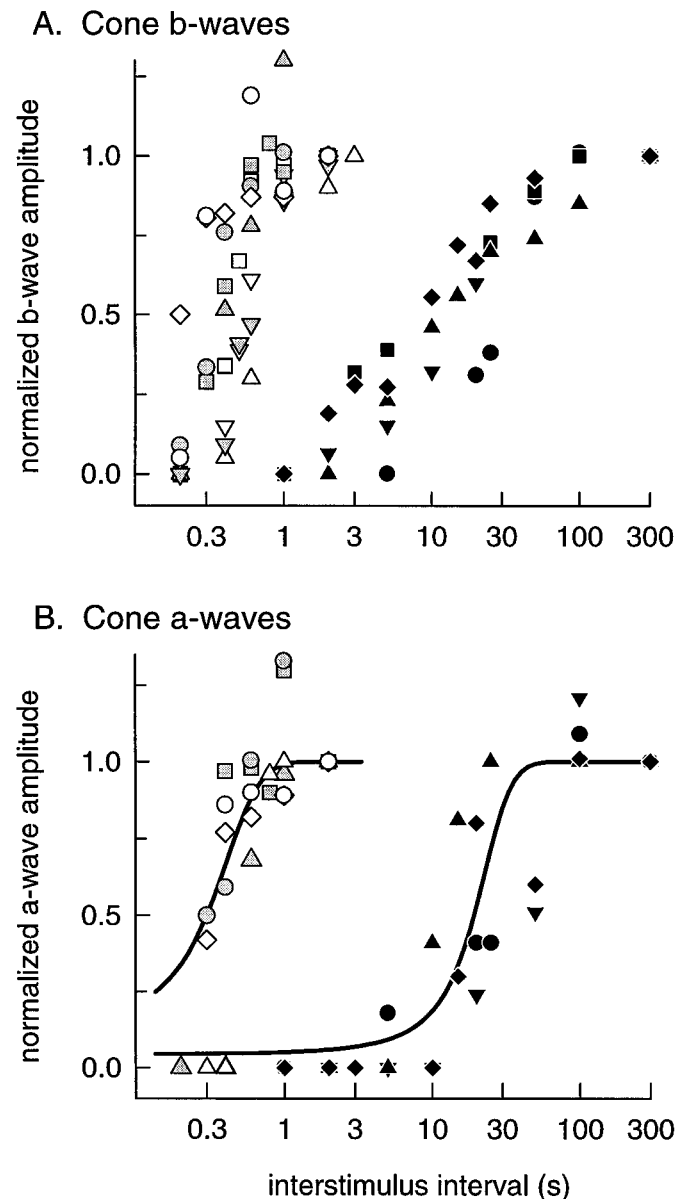 A. Cone b-waves
normalized b-wave amplitude
1.0
0.5
0.0
0.3 1 3 10 30 100 300
B. Cone a-waves
normalized a-wave amplitude
1.0
0.5
0.0
0.3 1 3 10 30 100 300
interstimulus interval (s)